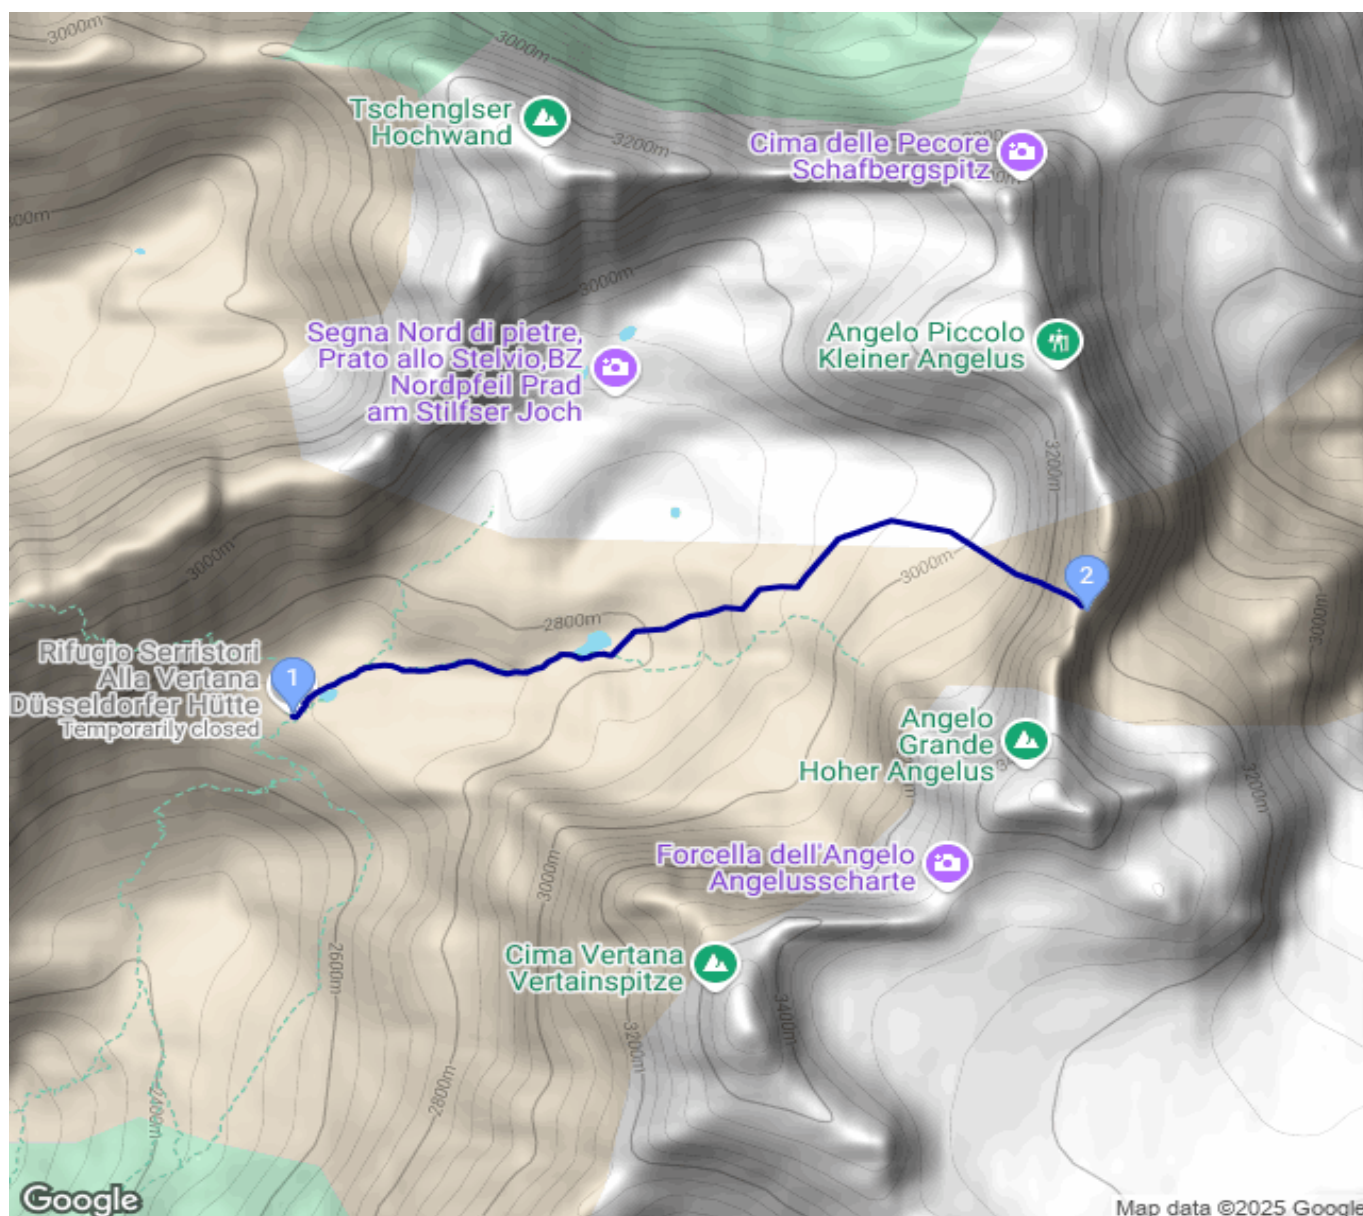 3000m
3000m
Tschenglser
Hochwand
3200m
Cima delle Pecore
Schafbergspitz
3000m
Segna Nord di pietre,
Prato allo Stelvio,BZ
Nordpfeil Prad
am Stilfser Joch
Angelo Piccolo
Kleiner Angelus
3200m
3000m
3000m
2
2800m
3000m
Rifugio Serristori
Alla Vertana
Düsseldorfer Hütte
Temporarily closed
1
Angelo
Grande
Hoher Angelus
3200m
Forcella dell'Angelo
Angelusscharte
3000m
Cima Vertana
Vertainspitze
2600m
3400m
3200m
2800m
2400m
Google
Map data ©2025 Google